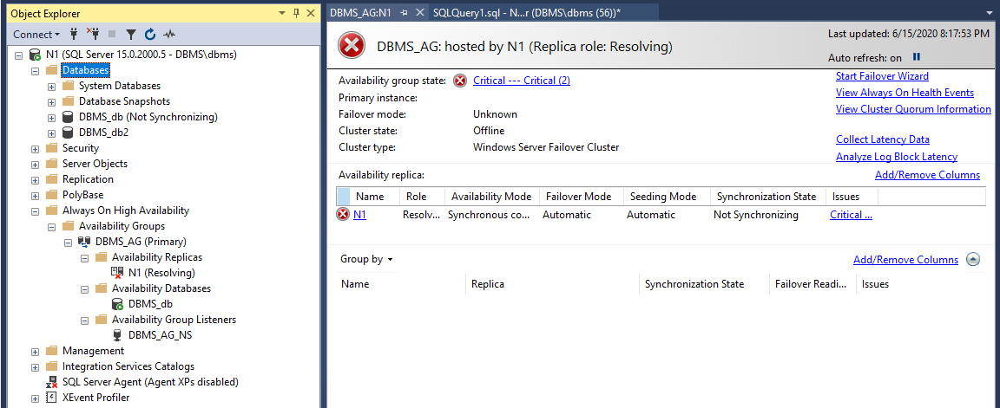 Object Explorer
Connect
N1 (SQL Server 15.0.2000.5 - DBMS\dbms)
Databases
System Databases
Database Snapshots
DBMS_db (Not Synchronizing)
DBMS_db2
Security
Server Objects
Replication
PolyBase
Always On High Availability
Availability Groups
DBMS_AG (Primary)
Availability Replicas
N1 (Resolving)
Availability Databases
DBMS_db
Availability Group Listeners
DBMS_AG_NS
Management
Integration Services Catalogs
SQL Server Agent (Agent XPs disabled)
XEvent Profiler
DBMS_AG:N1
SQLQuery1.sql - N...r (DBMS\dbms (56))*
DBMS_AG: hosted by N1 (Replica role: Resolving)
Last updated: 6/15/2020 8:17:53 PM
Auto refresh: on
Availability group state: Critical --- Critical (2)
Primary instance:
Failover mode: Unknown
Cluster state: Offline
Cluster type: Windows Server Failover Cluster
Start Failover Wizard
View Always On Health Events
View Cluster Quorum Information
Collect Latency Data
Analyze Log Block Latency
Availability replica: Add/Remove Columns
Name Role Availability Mode Failover Mode Seeding Mode Synchronization State Issues
N1 Resolv... Synchronous co... Automatic Automatic Not Synchronizing Critical ...
Group by Add/Remove Columns
Name Replica Synchronization State Failover Readi... Issues